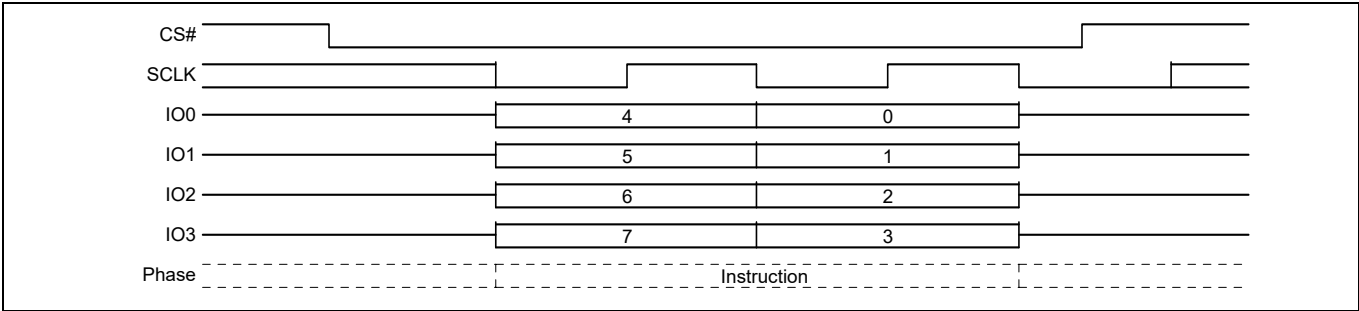 CS#
SCLK
IO0 4 0
IO1 5 1
IO2 6 2
IO3 7 3
Phase Instruction